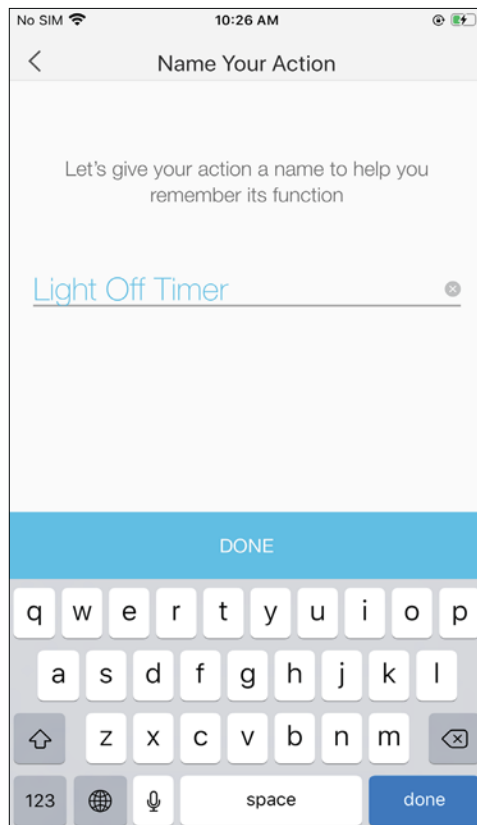 No SIM 10:26 AM
Name Your Action
Let's give your action a name to help you
remember its function
Light Off Timer
DONE
q w e r t y u i o p
a s d f g h j k l
z x c v b n m
123 space done